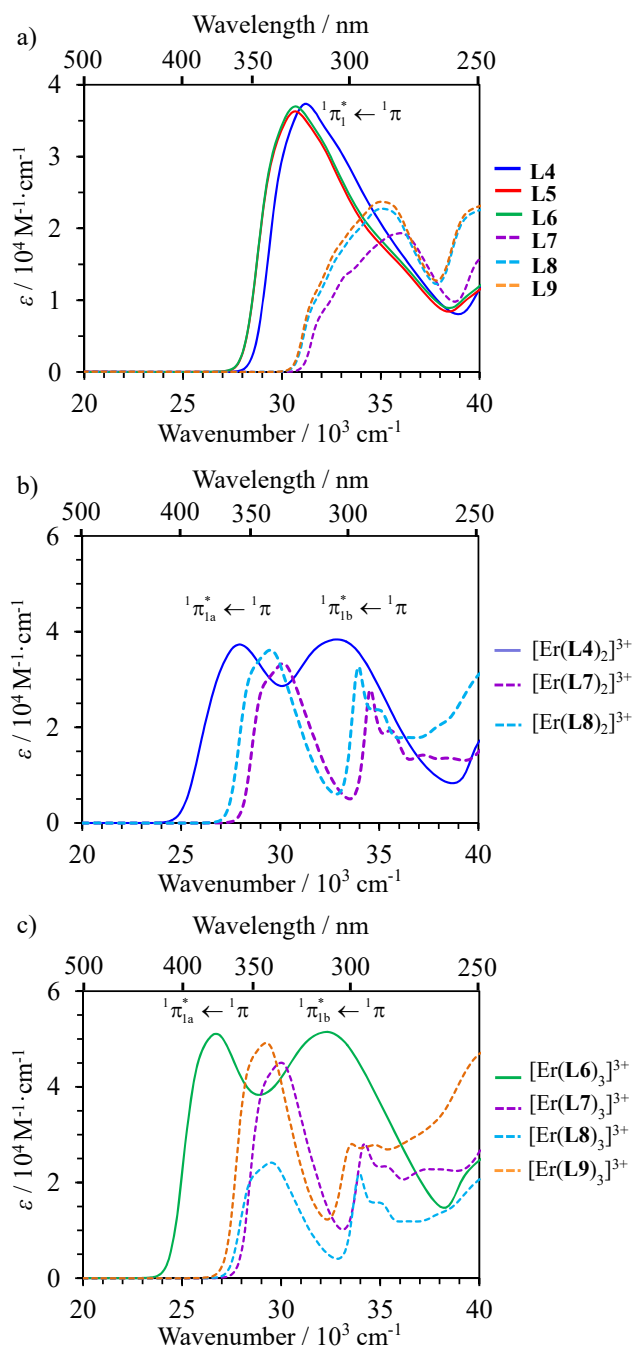 a)
Wavelength / nm
500 400 350 300 250
4
3
2
1
0
ε / 10⁴ M⁻¹·cm⁻¹
¹π₁* ← ¹π
L4
L5
L6
L7
L8
L9
20 25 30 35 40
Wavenumber / 10³ cm⁻¹
b)
Wavelength / nm
500 400 350 300 250
6
4
2
0
ε / 10⁴ M⁻¹·cm⁻¹
¹π₁ₐ* ← ¹π ¹π_{1b}* ← ¹π
[Er(L4)₂]³⁺
[Er(L7)₂]³⁺
[Er(L8)₂]³⁺
20 25 30 35 40
Wavenumber / 10³ cm⁻¹
c)
Wavelength / nm
500 400 350 300 250
¹π₁ₐ* ← ¹π ¹π_{1b}* ← ¹π
6
4
2
0
ε / 10⁴ M⁻¹·cm⁻¹
[Er(L6)₃]³⁺
[Er(L7)₃]³⁺
[Er(L8)₃]³⁺
[Er(L9)₃]³⁺
20 25 30 35 40
Wavenumber / 10³ cm⁻¹